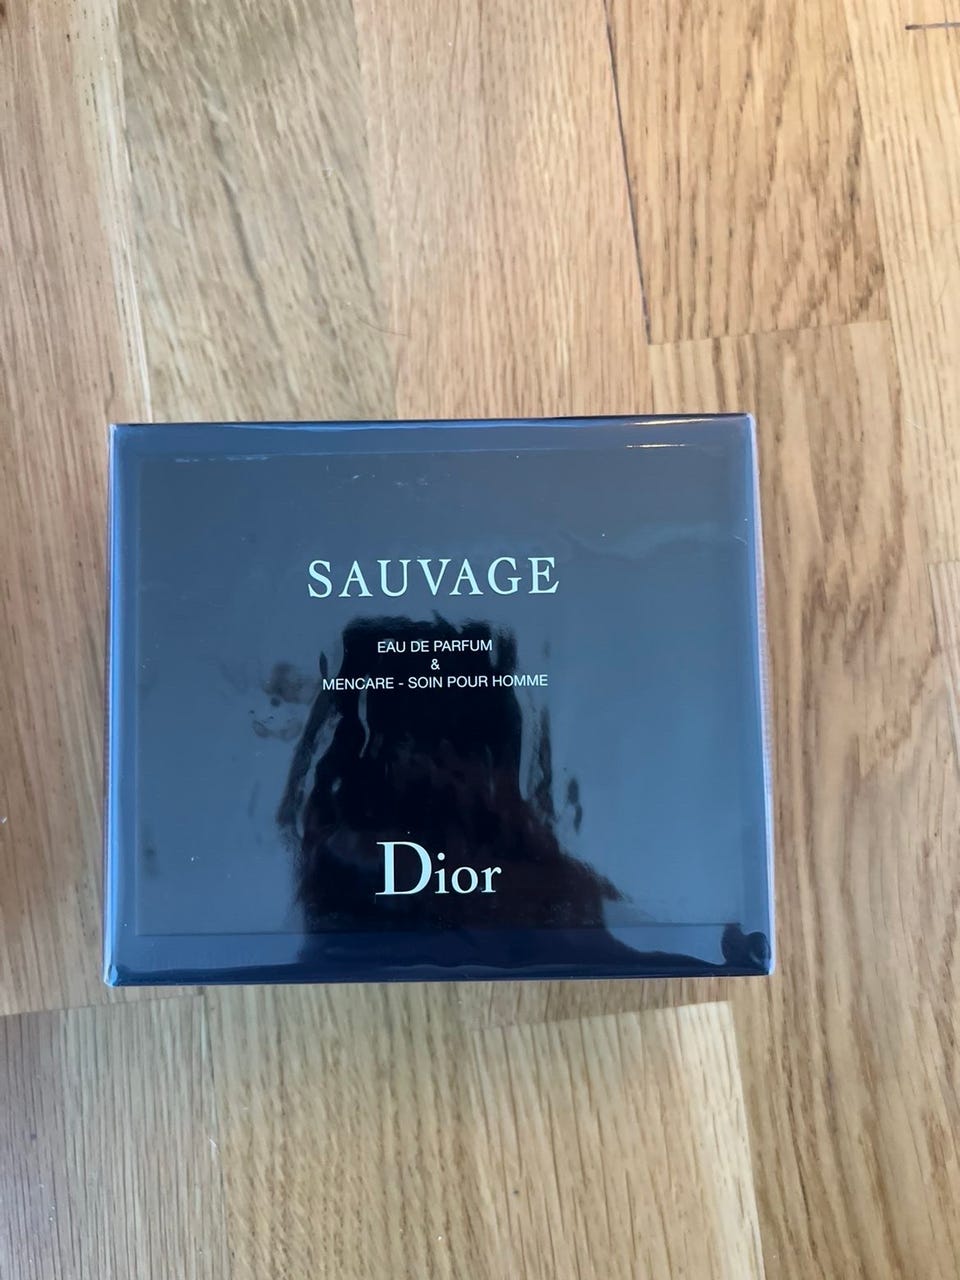 SAUVAGE
EAU DE PARFUM
&
MENCARE - SOIN POUR HOMME
Dior